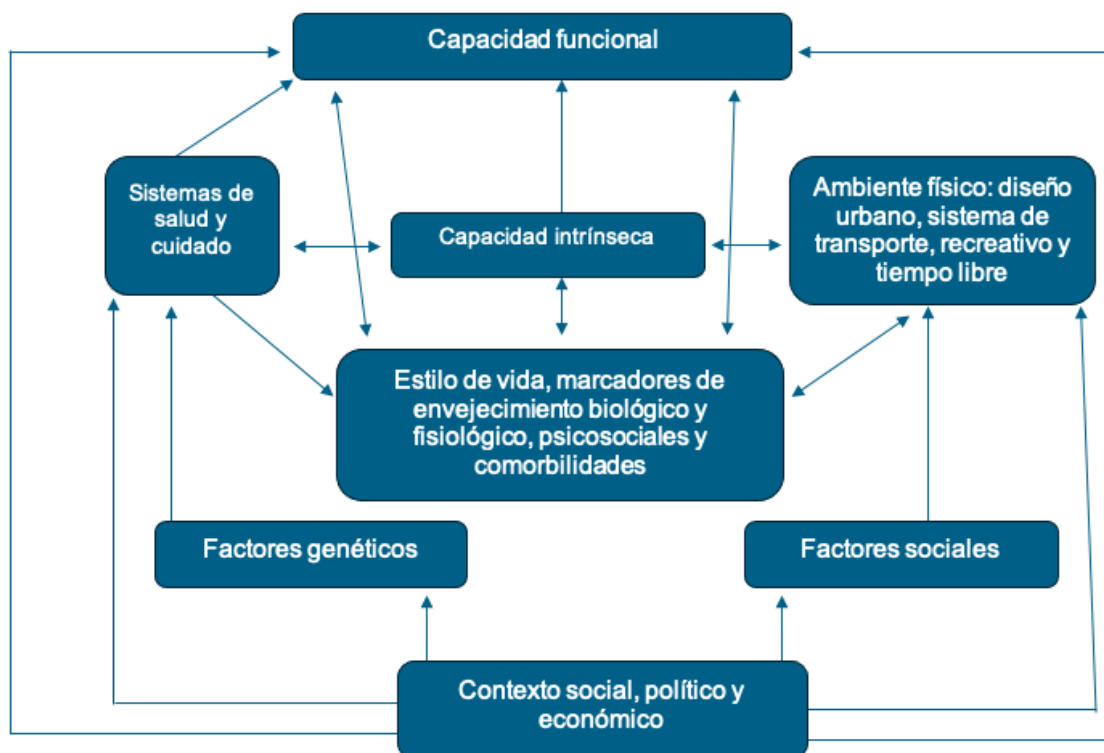 Capacidad funcional
Sistemas de
salud y
cuidado
Capacidad intrínseca
Ambiente físico: diseño
urbano, sistema de
transporte, recreativo y
tiempo libre
Estilo de vida, marcadores de
envejecimiento biológico y
fisiológico, psicosociales y
comorbilidades
Factores genéticos
Factores sociales
Contexto social, político y
económico